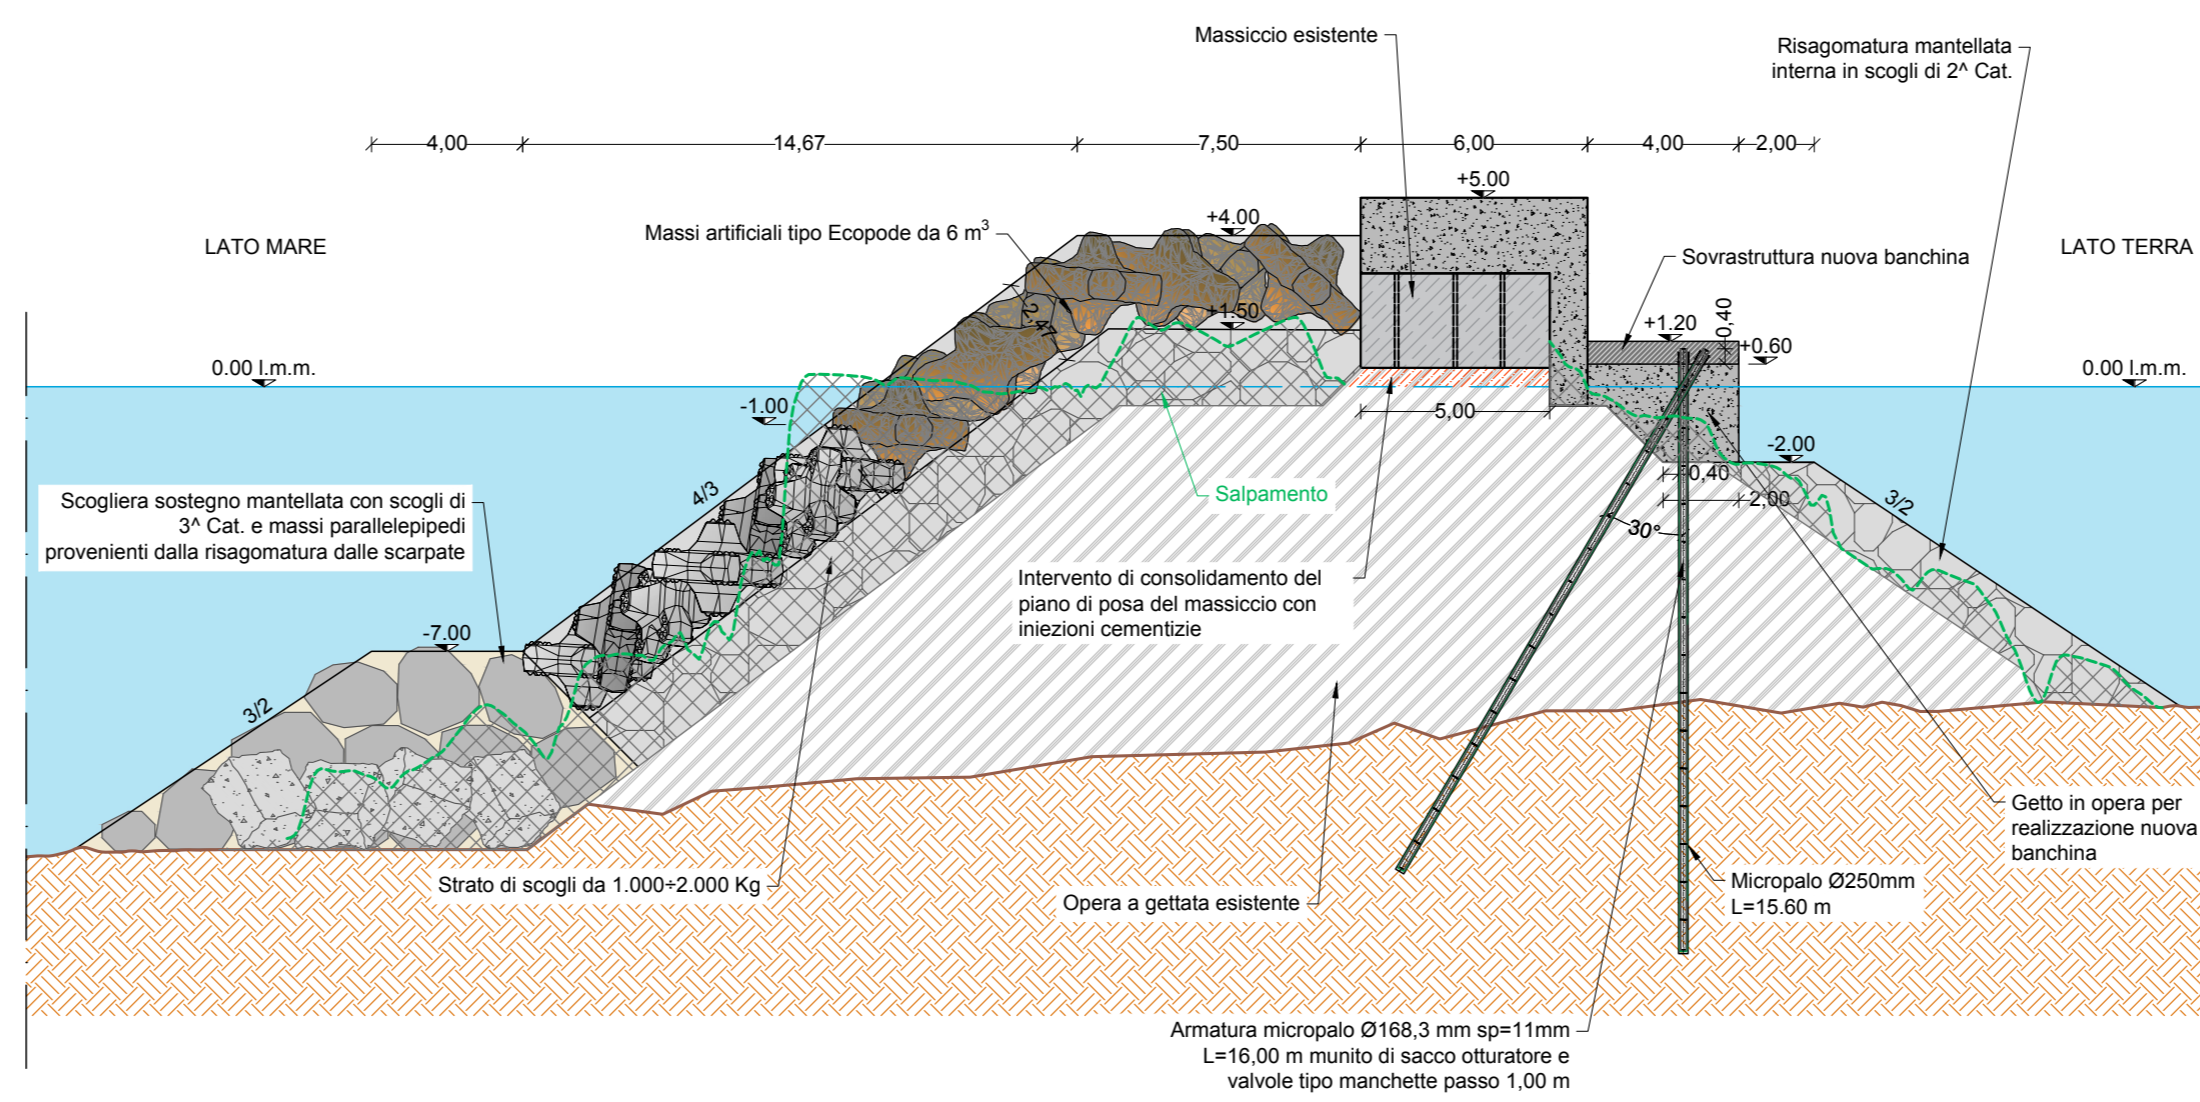 Massiccio esistente
Risagomatura mantellata
interna in scogli di 2^ Cat.
4,00
14,67
7,50
6,00
4,00
2,00
+5.00
+4.00
Massi artificiali tipo Ecopode da 6 m³
LATO MARE
LATO TERRA
Sovrastruttura nuova banchina
2,47
+1.50
+1.20
0,40
+0.60
0.00 l.m.m.
0.00 l.m.m.
-1.00
5,00
-2.00
0,40
2,00
4/3
3/2
Salpamento
30°
Scogliera sostegno mantellata con scogli di
3^ Cat. e massi parallelepipedi
provenienti dalla risagomatura dalle scarpate
Intervento di consolidamento del
piano di posa del massiccio con
iniezioni cementizie
-7.00
3/2
Getto in opera per
realizzazione nuova
banchina
Strato di scogli da 1.000÷2.000 Kg
Opera a gettata esistente
Micropalo Ø250mm
L=15.60 m
Armatura micropalo Ø168,3 mm sp=11mm
L=16,00 m munito di sacco otturatore e
valvole tipo manchette passo 1,00 m